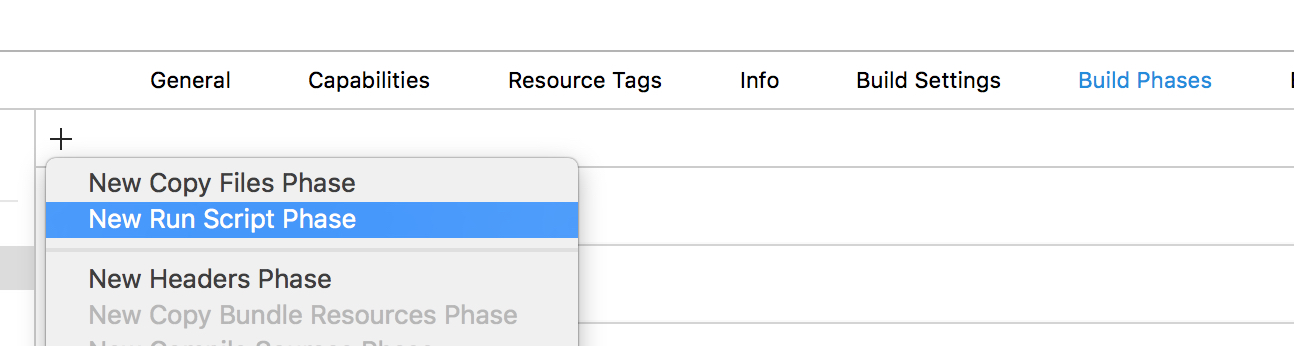 General Capabilities Resource Tags Info Build Settings Build Phases
New Copy Files Phase
New Run Script Phase
New Headers Phase
New Copy Bundle Resources Phase